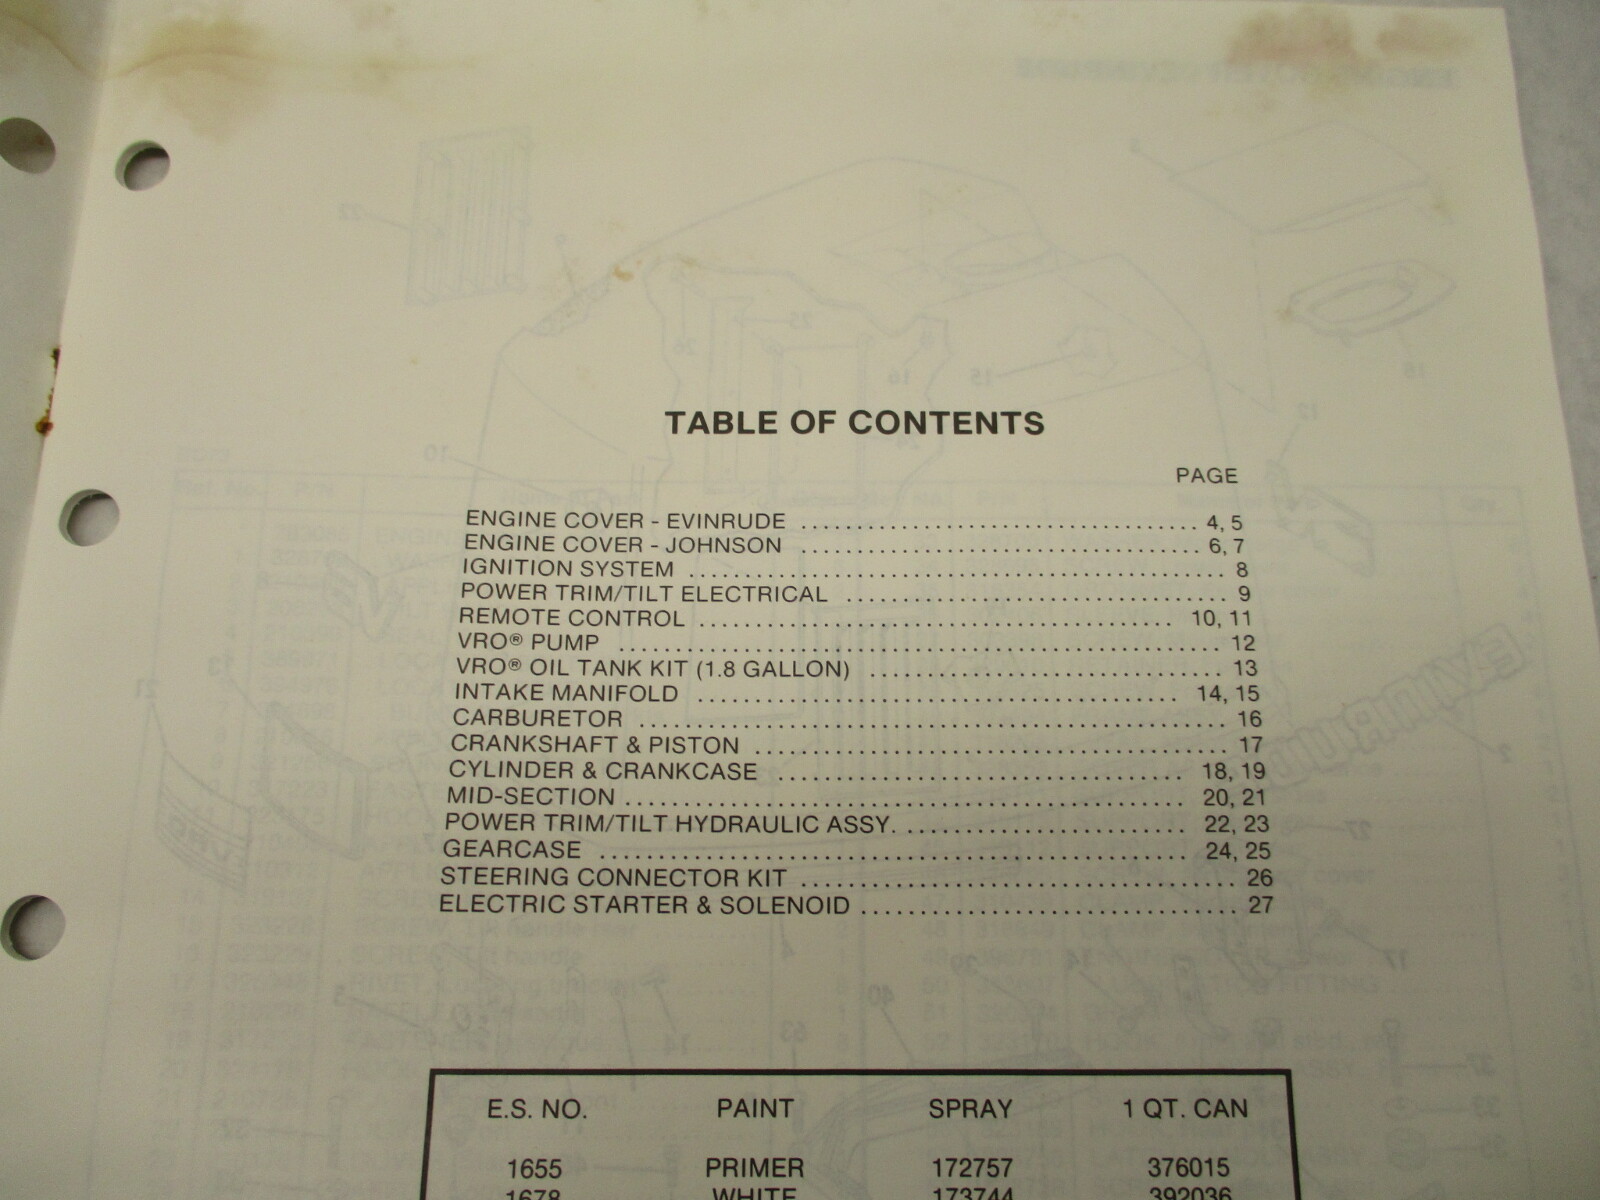 TABLE OF CONTENTS
PAGE
ENGINE COVER - EVINRUDE ........................................ 4, 5
ENGINE COVER - JOHNSON ........................................ 6, 7
IGNITION SYSTEM ........................................ 8
POWER TRIM/TILT ELECTRICAL ........................................ 9
REMOTE CONTROL ........................................ 10, 11
VRO® PUMP ........................................ 12
VRO® OIL TANK KIT (1.8 GALLON) ........................................ 13
INTAKE MANIFOLD ........................................ 14, 15
CARBURETOR ........................................ 16
CRANKSHAFT & PISTON ........................................ 17
CYLINDER & CRANKCASE ........................................ 18, 19
MID-SECTION ........................................ 20, 21
POWER TRIM/TILT HYDRAULIC ASSY. ........................................ 22, 23
GEARCASE ........................................ 24, 25
STEERING CONNECTOR KIT ........................................ 26
ELECTRIC STARTER & SOLENOID ........................................ 27
E.S. NO. PAINT SPRAY 1 QT. CAN
1655 PRIMER 172757 376015
1678 WHITE 173744 392036